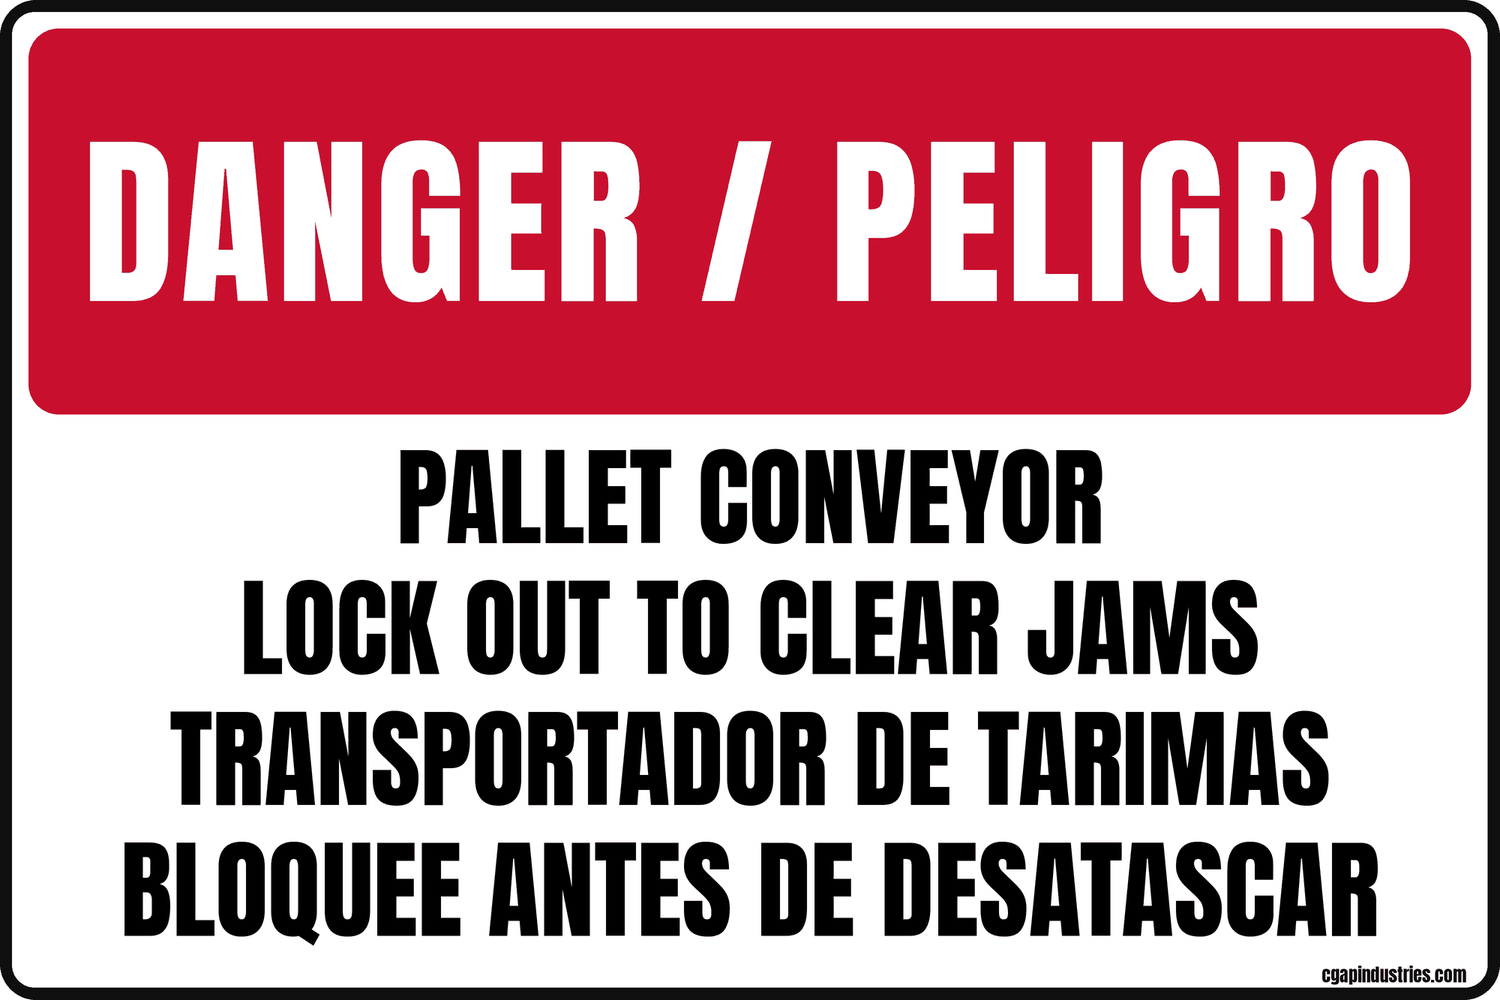 DANGER / PELIGRO
PALLET CONVEYOR
LOCK OUT TO CLEAR JAMS
TRANSPORTADOR DE TARIMAS
BLOQUEE ANTES DE DESATASCAR
cgapindustries.com